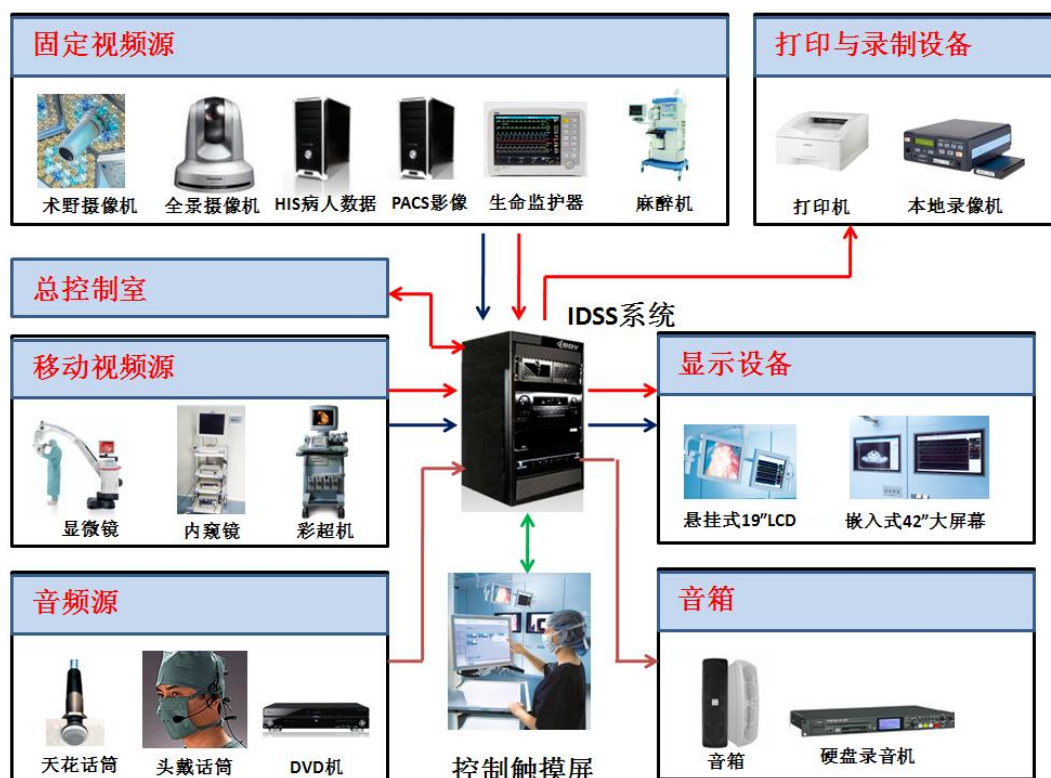 固定视频源
打印与录制设备
术野摄像机
全景摄像机
HIS病人数据
PACS影像
生命监护器
麻醉机
打印机
本地录像机
总控制室
IDSS系统
移动视频源
显示设备
显微镜
内窥镜
彩超机
悬挂式19”LCD
嵌入式42”大屏幕
音频源
音箱
天花话筒
头戴话筒
DVD机
控制触摸屏
音箱
硬盘录音机